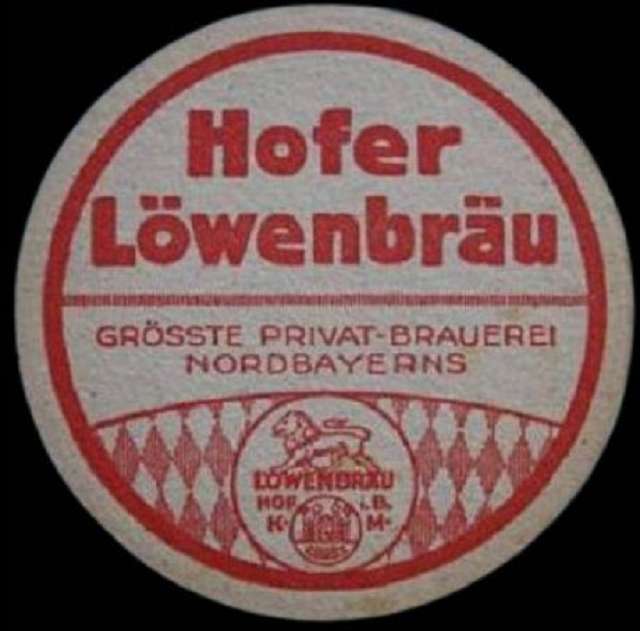 Hofer
Löwenbräu
GRÖSSTE PRIVAT-BRAUEREI
NORDBAYERNS
LÖWENBRÄU
HOF i.B.
K. M.